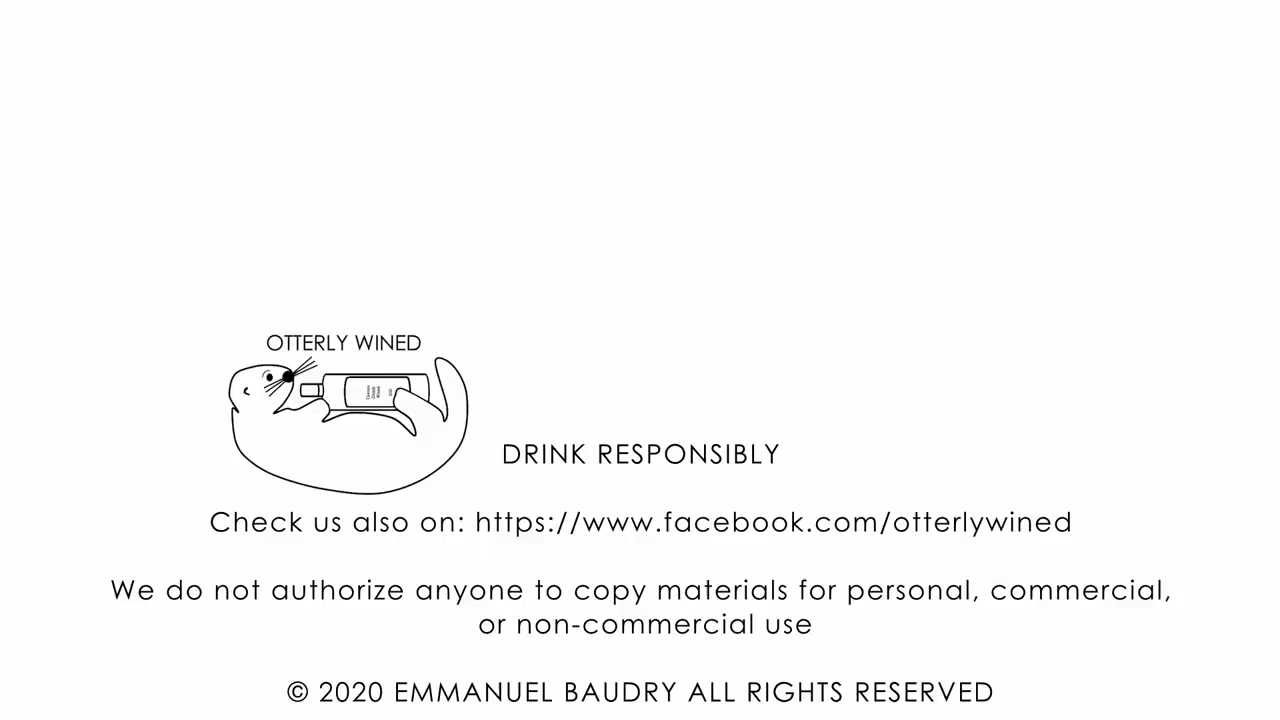 OTTERLY WINED
DRINK RESPONSIBLY
Check us also on: https://www.facebook.com/otterlywined
We do not authorize anyone to copy materials for personal, commercial,
or non-commercial use
© 2020 EMMANUEL BAUDRY ALL RIGHTS RESERVED